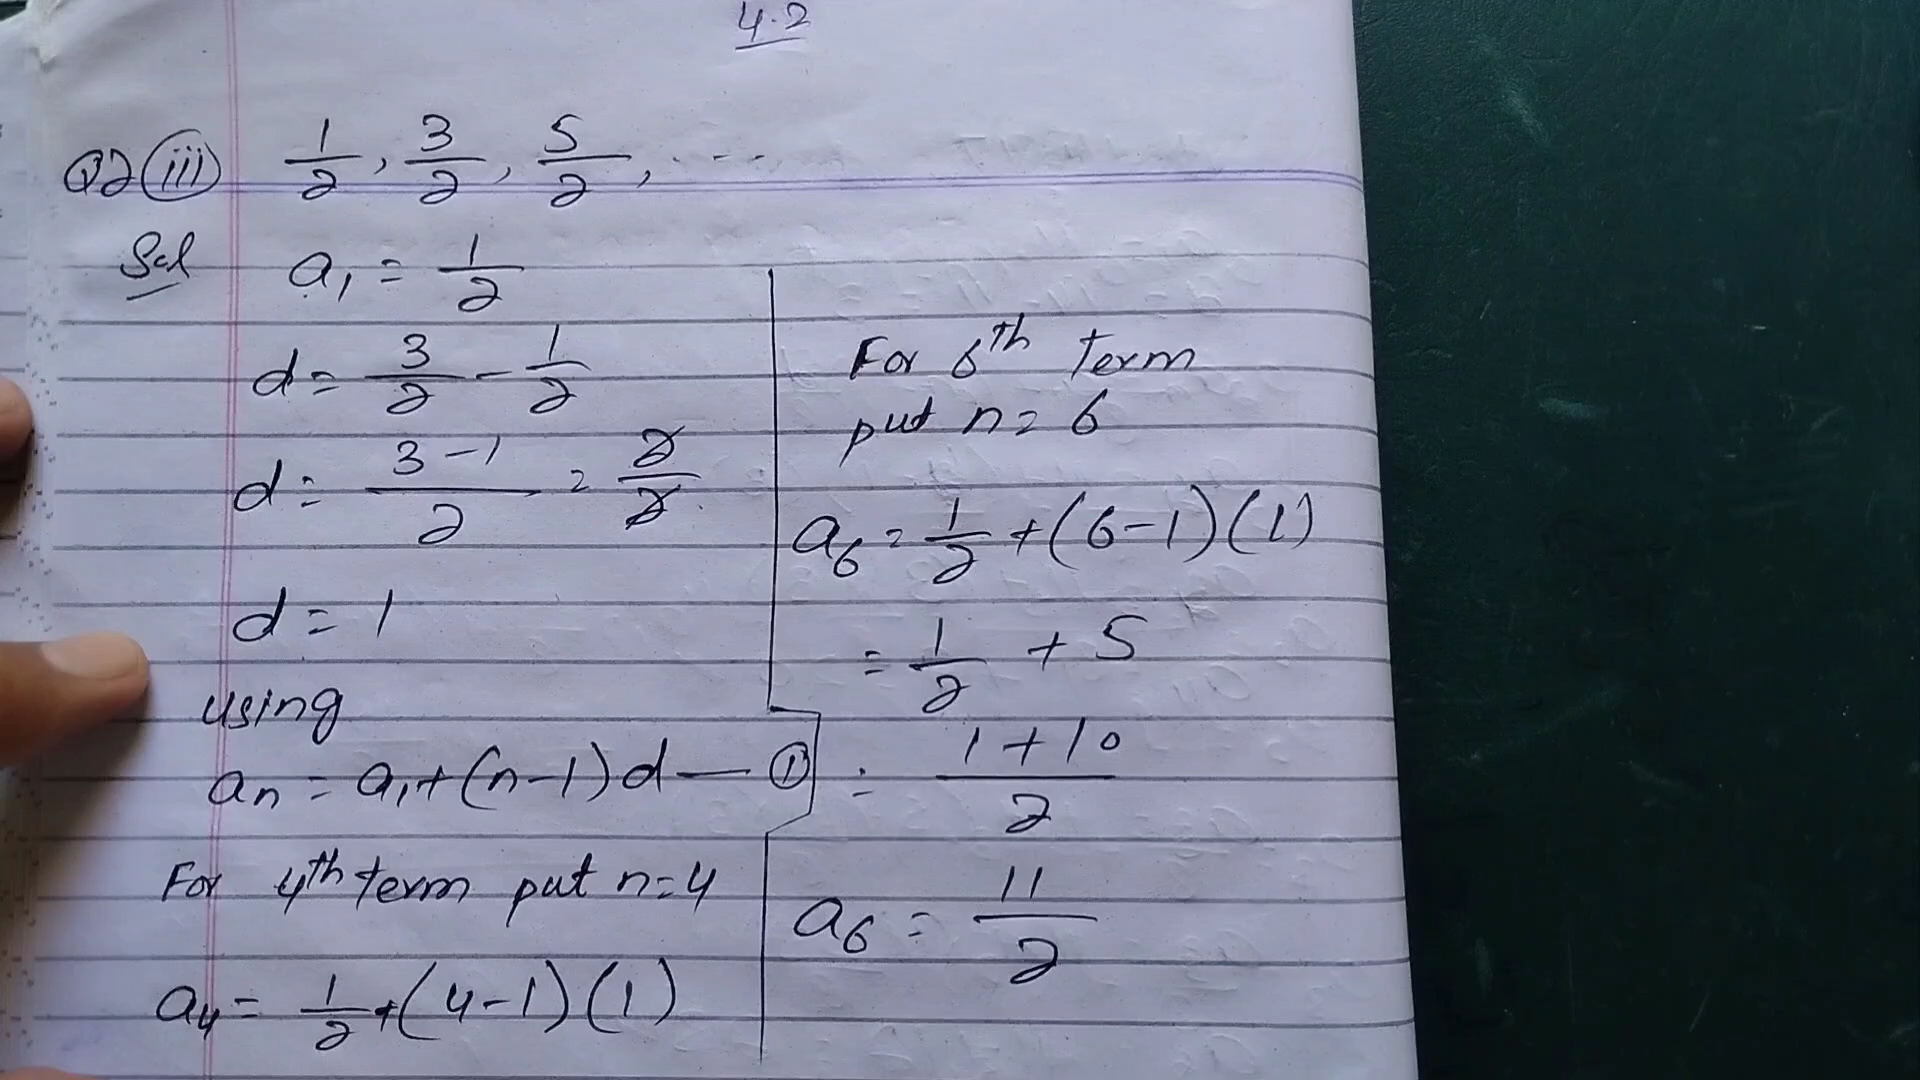 4.2
Q2 (iii) 1/2, 3/2, 5/2, ...
Sol a₁ = 1/2
d = 3/2 - 1/2
d = (3-1)/2 = 2/2
d = 1
using
aₙ = a₁ + (n-1)d — ①
For 4th term put n=4
a₄ = 1/2 + (4-1)(1)
For 6th term
put n = 6
a₆ = 1/2 + (6-1)(1)
= 1/2 + 5
= (1+10)/2
a₆ = 11/2